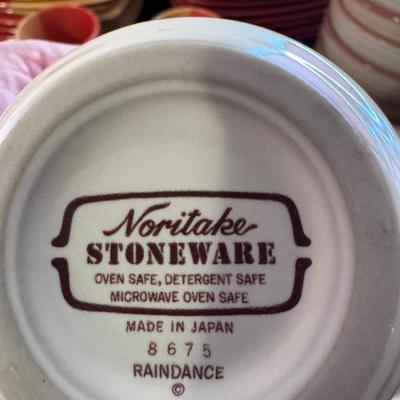 Noritake
STONEWARE
OVEN SAFE, DETERGENT SAFE
MICROWAVE OVEN SAFE
MADE IN JAPAN
8675
RAINDANCE
©